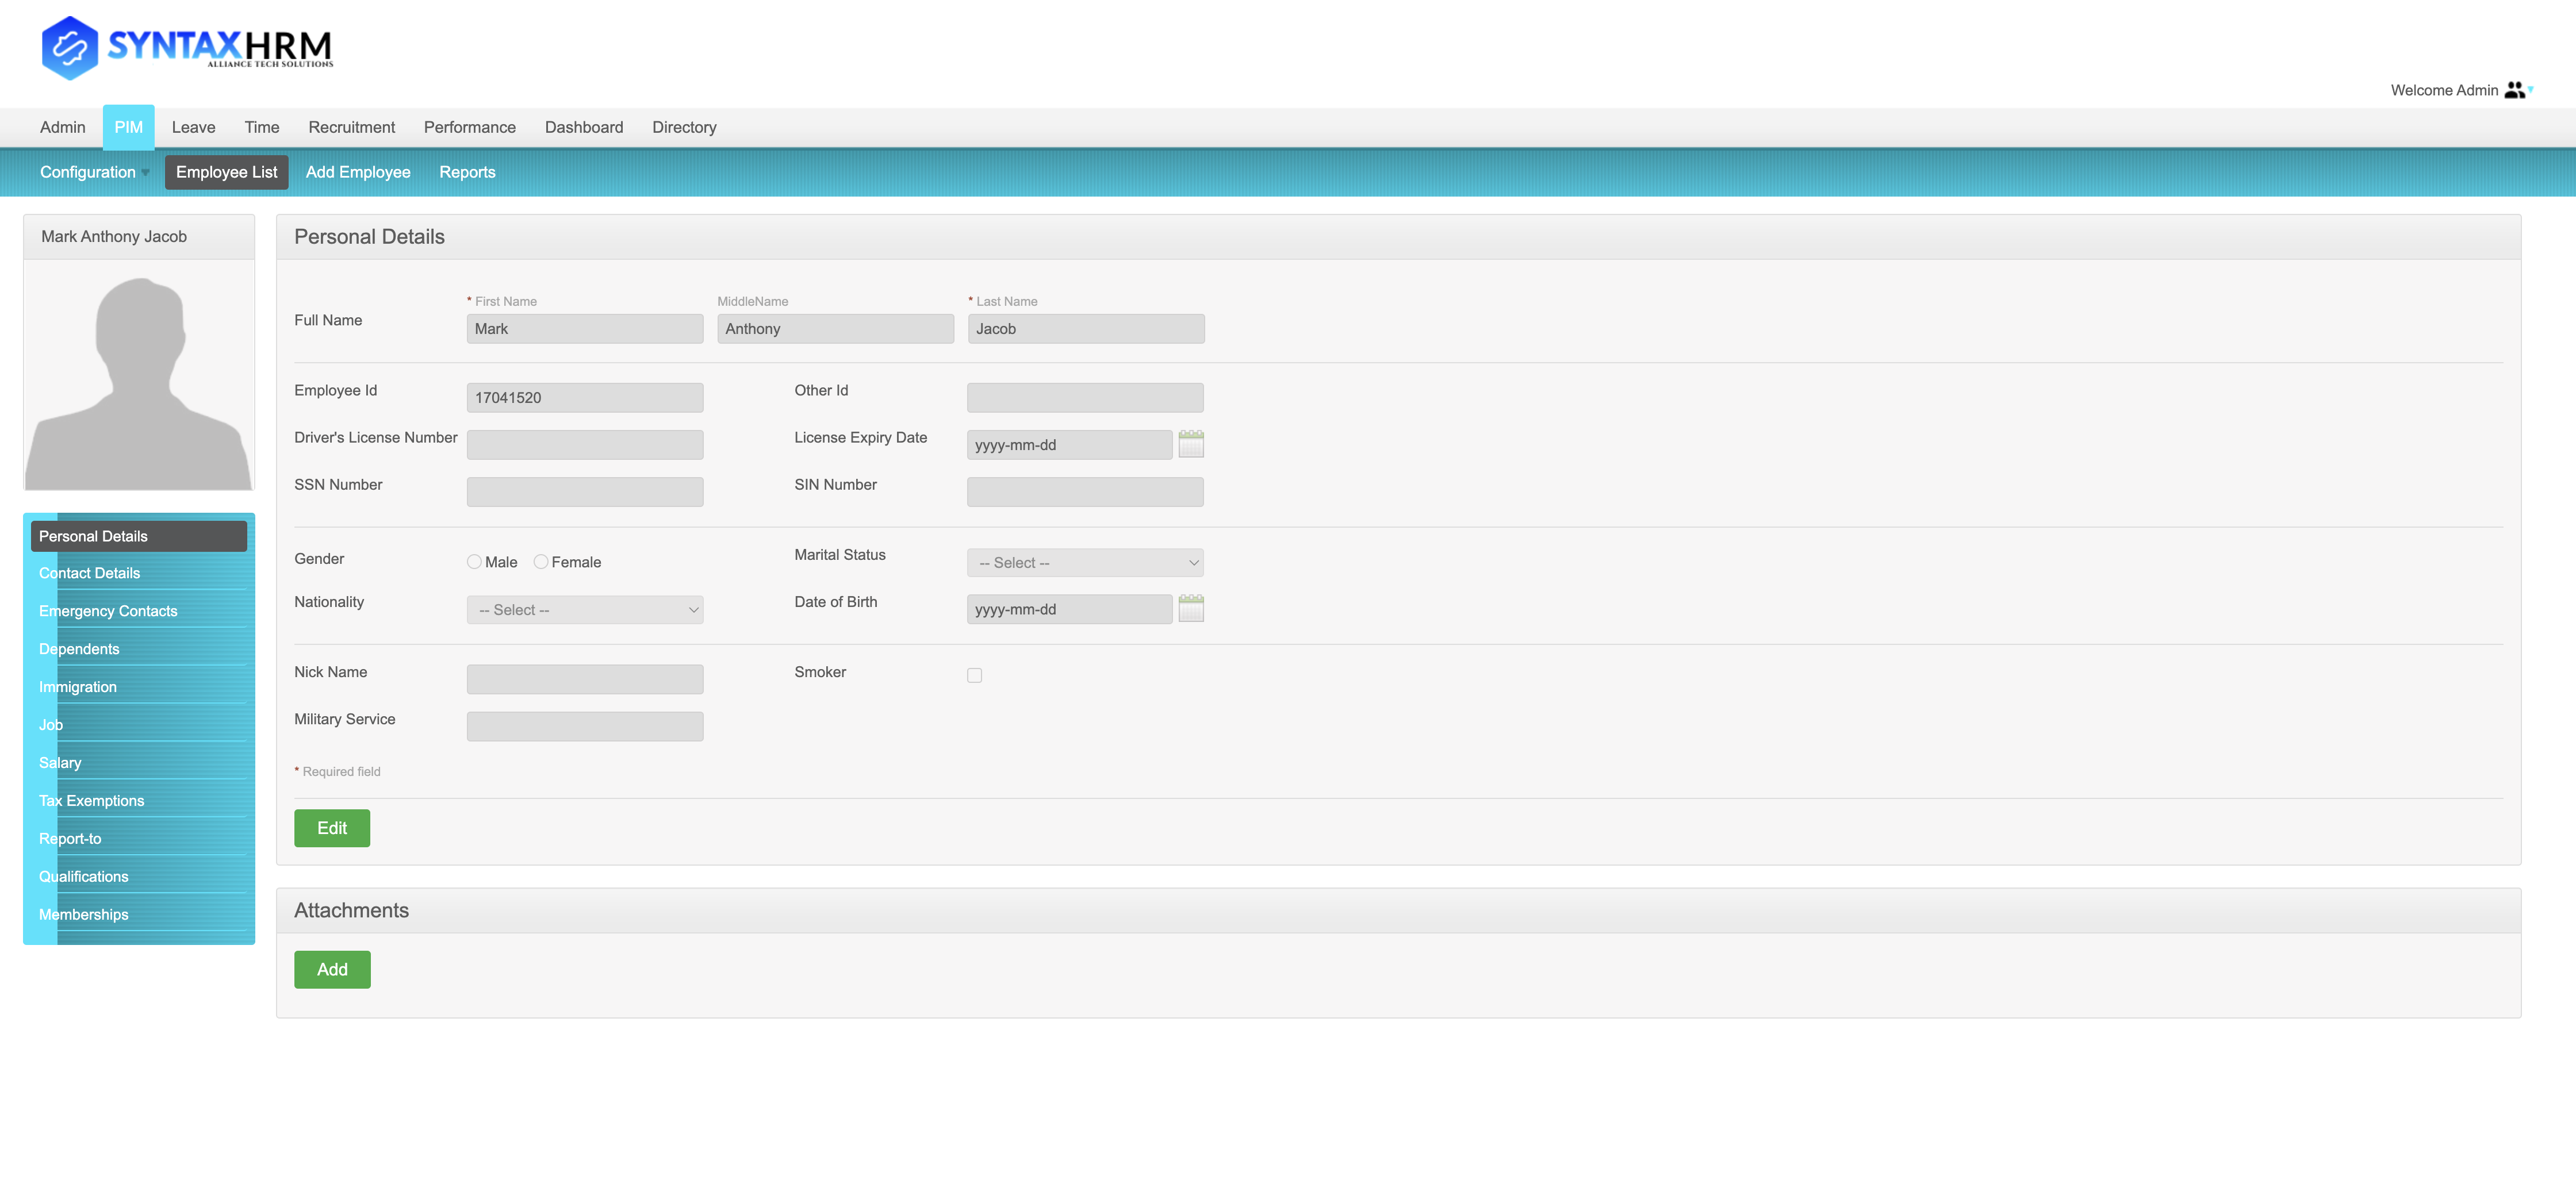 SYNTAXHRM
ALLIANCE TECH SOLUTIONS
Welcome Admin
Admin PIM Leave Time Recruitment Performance Dashboard Directory
Configuration Employee List Add Employee Reports
Mark Anthony Jacob
Personal Details
Contact Details
Emergency Contacts
Dependents
Immigration
Job
Salary
Tax Exemptions
Report-to
Qualifications
Memberships
Personal Details
* First Name MiddleName * Last Name
Full Name Mark Anthony Jacob
Employee Id 17041520 Other Id
Driver's License Number License Expiry Date yyyy-mm-dd
SSN Number SIN Number
Gender Male Female Marital Status -- Select --
Nationality -- Select -- Date of Birth yyyy-mm-dd
Nick Name Smoker
Military Service
* Required field
Edit
Attachments
Add